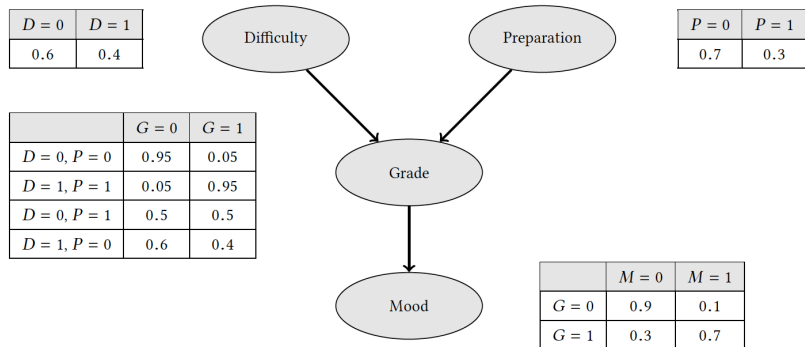 D = 0 D = 1
0.6 0.4
Difficulty
Preparation
P = 0 P = 1
0.7 0.3
G = 0 G = 1
D = 0, P = 0 0.95 0.05
D = 1, P = 1 0.05 0.95
D = 0, P = 1 0.5 0.5
D = 1, P = 0 0.6 0.4
Grade
Mood
M = 0 M = 1
G = 0 0.9 0.1
G = 1 0.3 0.7